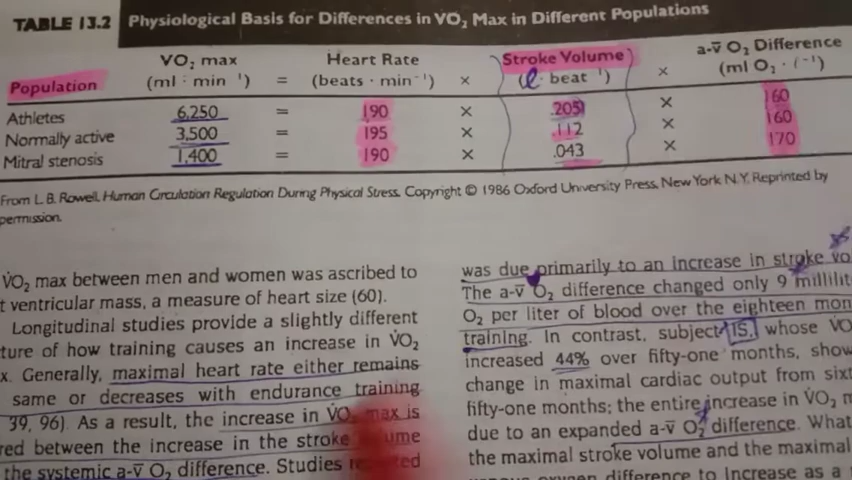 TABLE 13.2 Physiological Basis for Differences in V̇O₂ Max in Different Populations
Population VO₂ max (ml · min⁻¹) = Heart Rate (beats · min⁻¹) × Stroke Volume (ℓ · beat⁻¹) × a-v̄ O₂ Difference (ml O₂ · ℓ⁻¹)
Athletes 6,250 = 190 × .205 × 160
Normally active 3,500 = 195 × .112 × 160
Mitral stenosis 1,400 = 190 × .043 × 170
From L. B. Rowell, Human Circulation Regulation During Physical Stress. Copyright © 1986 Oxford University Press, New York N.Y. Reprinted by
permission.
V̇O₂ max between men and women was ascribed to
ventricular mass, a measure of heart size (60).
Longitudinal studies provide a slightly different
ture of how training causes an increase in V̇O₂
x. Generally, maximal heart rate either remains
same or decreases with endurance training
39, 96). As a result, the increase in V̇O₂ max is
red between the increase in the stroke ume
the systemic a-v̄ O₂ difference. Studies
was due primarily to an increase in stroke vo
The a-v̄ O₂ difference changed only 9 millilit
O₂ per liter of blood over the eighteen mon
training. In contrast, subject IS, whose V̇O
increased 44% over fifty-one months, show
change in maximal cardiac output from sixt
fifty-one months; the entire increase in V̇O₂ m
due to an expanded a-v̄ O₂ difference. What
the maximal stroke volume and the maximal
oxygen difference to increase as a